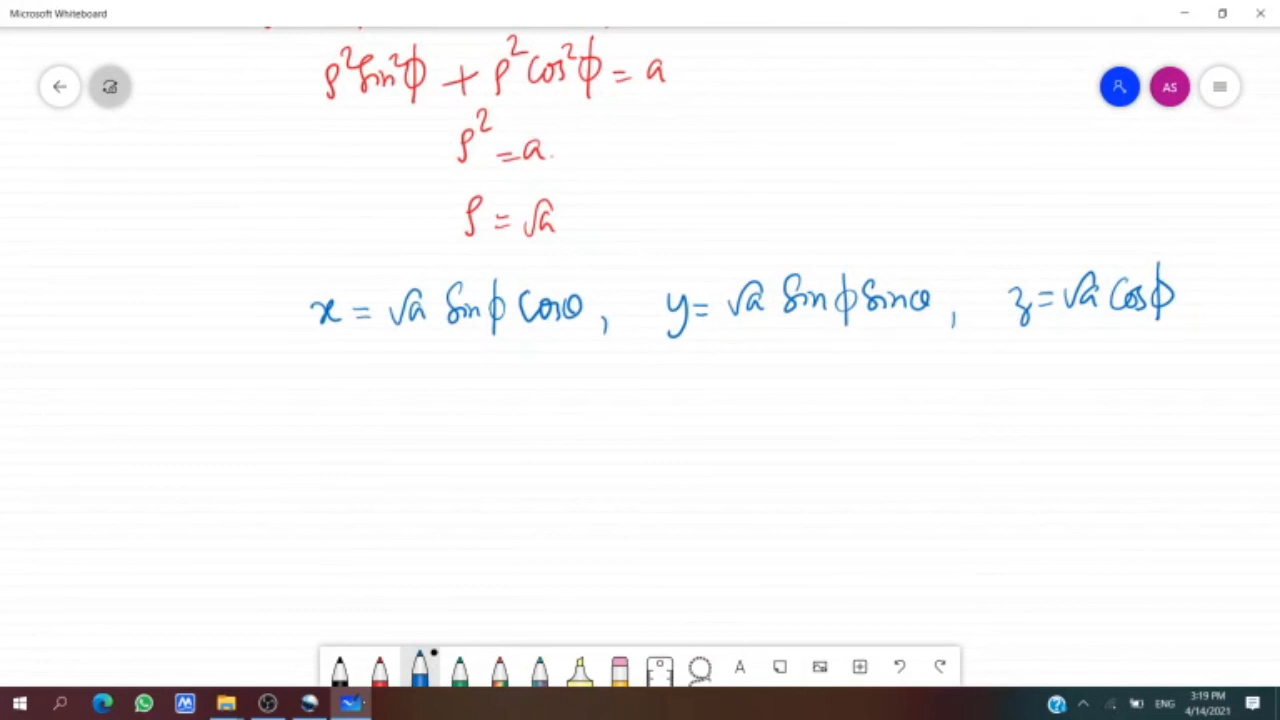 Microsoft Whiteboard
ρ²Sin²ϕ + ρ²Cos²ϕ = a
AS
ρ² = a.
ρ = √a
x = √a Sinϕ Cosθ , y = √a Sinϕ Sinθ , z = √a Cosϕ
A
ENG
3:19 PM
4/14/2021